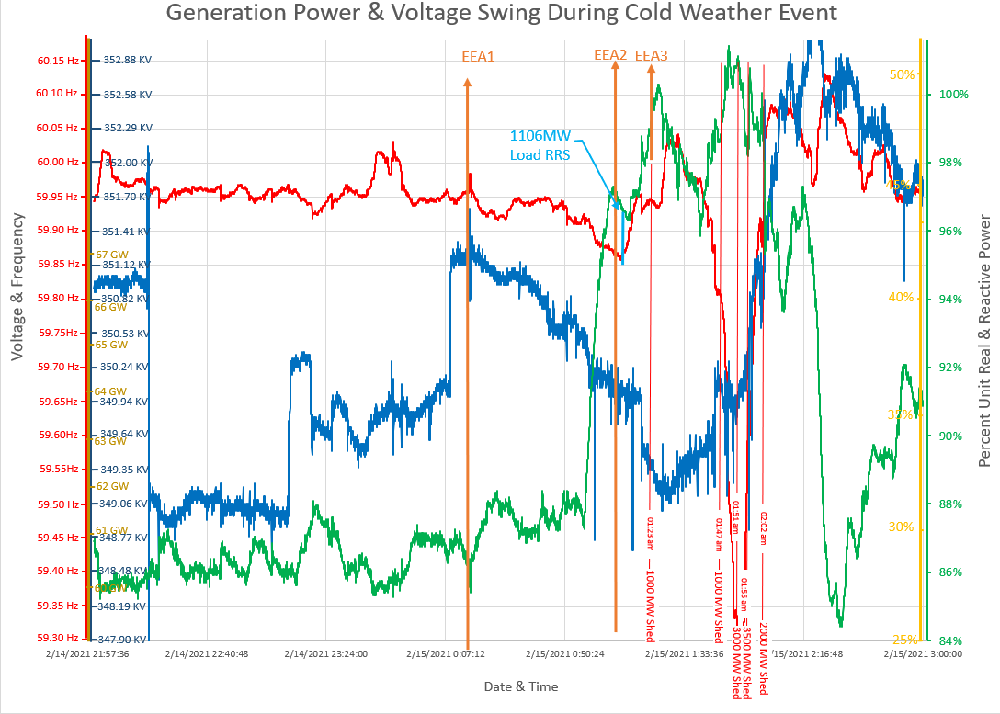 Generation Power & Voltage Swing During Cold Weather Event
EEA1
EEA2
EEA3
1106MW
Load RRS
Voltage & Frequency
60.15 Hz
60.10 Hz
60.05 Hz
60.00 Hz
59.95 Hz
59.90 Hz
59.85 Hz
59.80 Hz
59.75 Hz
59.70 Hz
59.65 Hz
59.60 Hz
59.55 Hz
59.50 Hz
59.45 Hz
59.40 Hz
59.35 Hz
59.30 Hz
352.88 KV
352.58 KV
352.29 KV
352.00 KV
351.70 KV
351.41 KV
351.12 KV
350.82 KV
350.53 KV
350.24 KV
349.94 KV
349.64 KV
349.35 KV
349.06 KV
348.77 KV
348.48 KV
348.19 KV
347.90 KV
67 GW
66 GW
65 GW
64 GW
63 GW
62 GW
61 GW
60 GW
50%
45%
40%
35%
30%
25%
100%
98%
96%
94%
92%
90%
88%
86%
84%
Percent Unit Real & Reactive Power
01:23 am
1000 MW Shed
01:47 am
1000 MW Shed
01:51 am
3000 MW Shed
01:55 am
3500 MW Shed
02:02 am
2000 MW Shed
2/14/2021 21:57:36
2/14/2021 22:40:48
2/14/2021 23:24:00
2/15/2021 0:07:12
2/15/2021 0:50:24
2/15/2021 1:33:36
/15/2021 2:16:48
2/15/2021 3:00:00
Date & Time